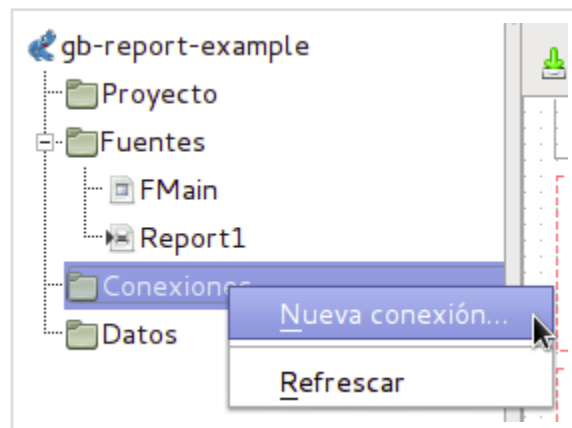 gb-report-example
Proyecto
Fuentes
FMain
Report1
Conexiones
Nueva conexión...
Datos
Refrescar